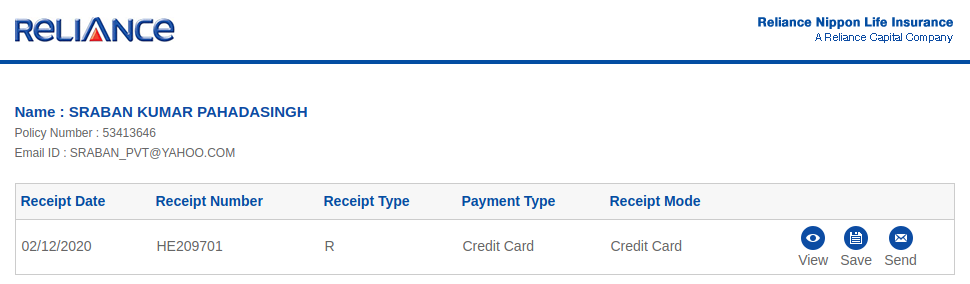 RELIANCE
Reliance Nippon Life Insurance
A Reliance Capital Company
Name : SRABAN KUMAR PAHADASINGH
Policy Number : 53413646
Email ID : SRABAN_PVT@YAHOO.COM
Receipt Date Receipt Number Receipt Type Payment Type Receipt Mode
02/12/2020 HE209701 R Credit Card Credit Card
View Save Send